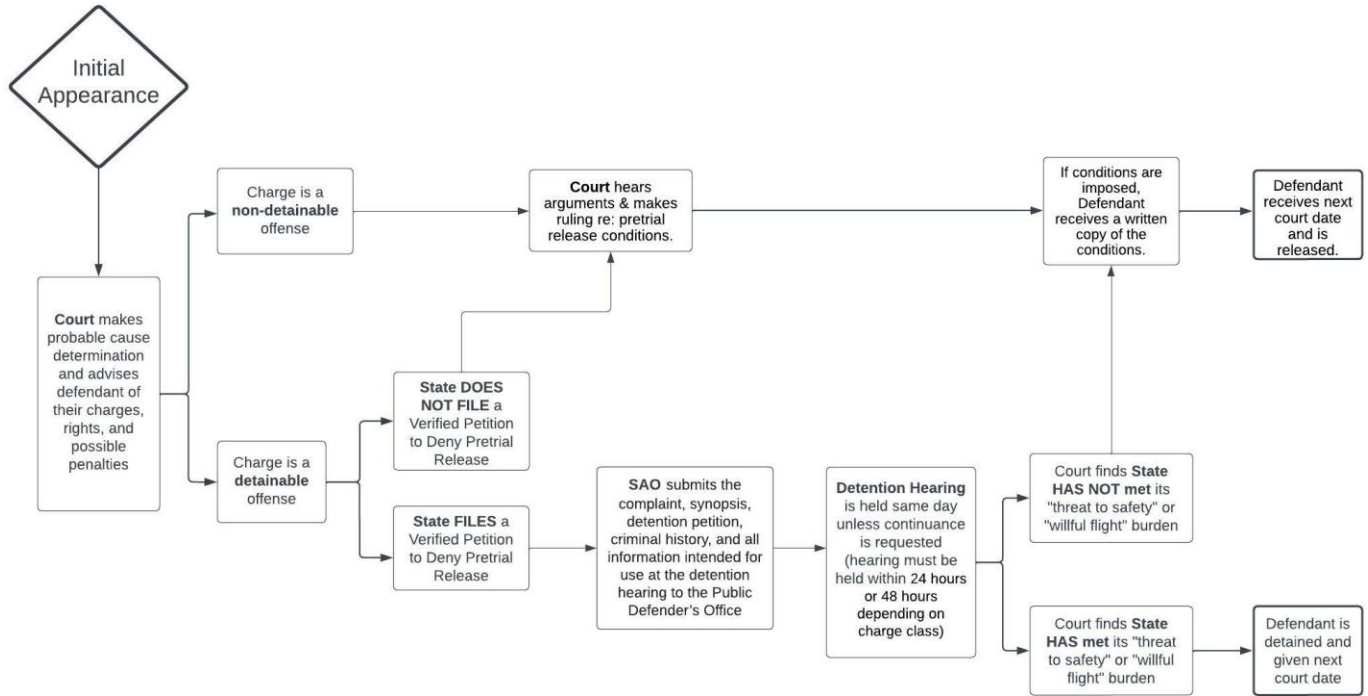 Initial
Appearance
Court makes
probable cause
determination
and advises
defendant of
their charges,
rights, and
possible
penalties
Charge is a
non-detainable
offense
Charge is a
detainable
offense
State DOES
NOT FILE a
Verified Petition
to Deny Pretrial
Release
State FILES a
Verified Petition
to Deny Pretrial
Release
Court hears
arguments & makes
ruling re: pretrial
release conditions.
SAO submits the
complaint, synopsis,
detention petition,
criminal history, and all
information intended for
use at the detention
hearing to the Public
Defender's Office
Detention Hearing
is held same day
unless continuance
is requested
(hearing must be
held within 24 hours
or 48 hours
depending on
charge class)
If conditions are
imposed,
Defendant
receives a written
copy of the
conditions.
Defendant
receives next
court date
and is
released.
Court finds State
HAS NOT met its
"threat to safety" or
"willful flight" burden
Court finds State
HAS met its "threat
to safety" or "willful
flight" burden
Defendant is
detained and
given next
court date